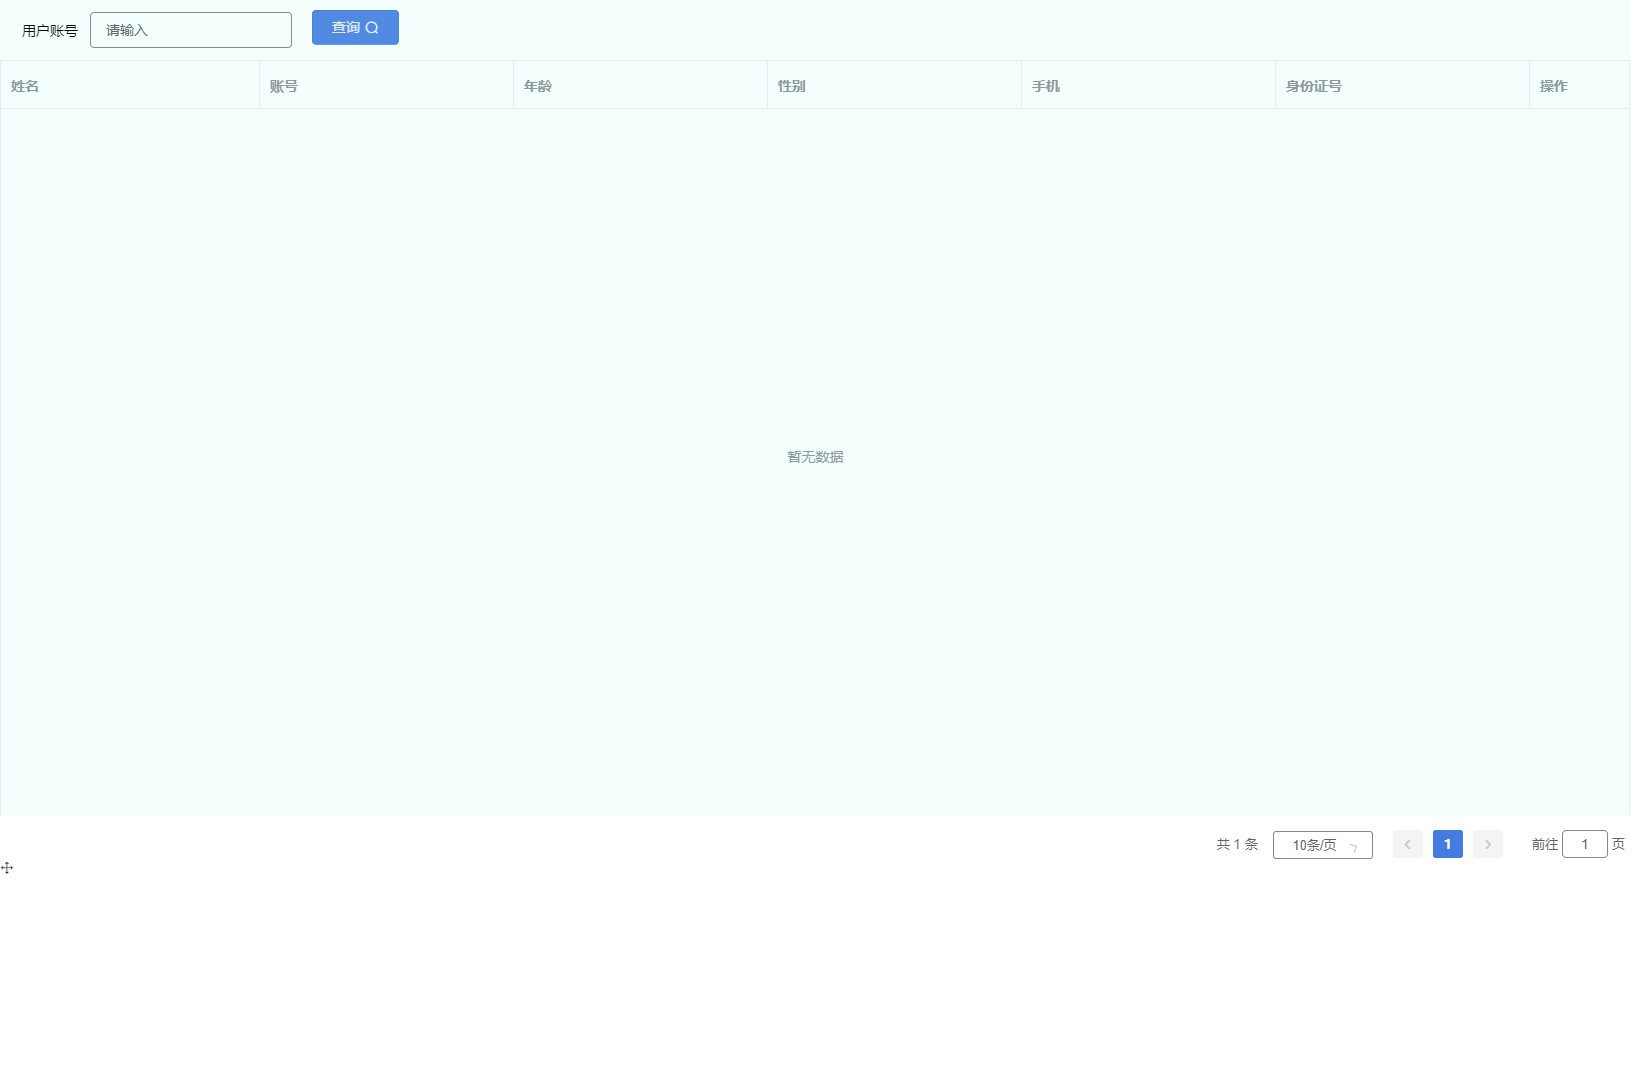 用户账号 请输入 查询
姓名 账号 年龄 性别 手机 身份证号 操作
暂无数据
共 1 条 10条/页 1 前往 1 页